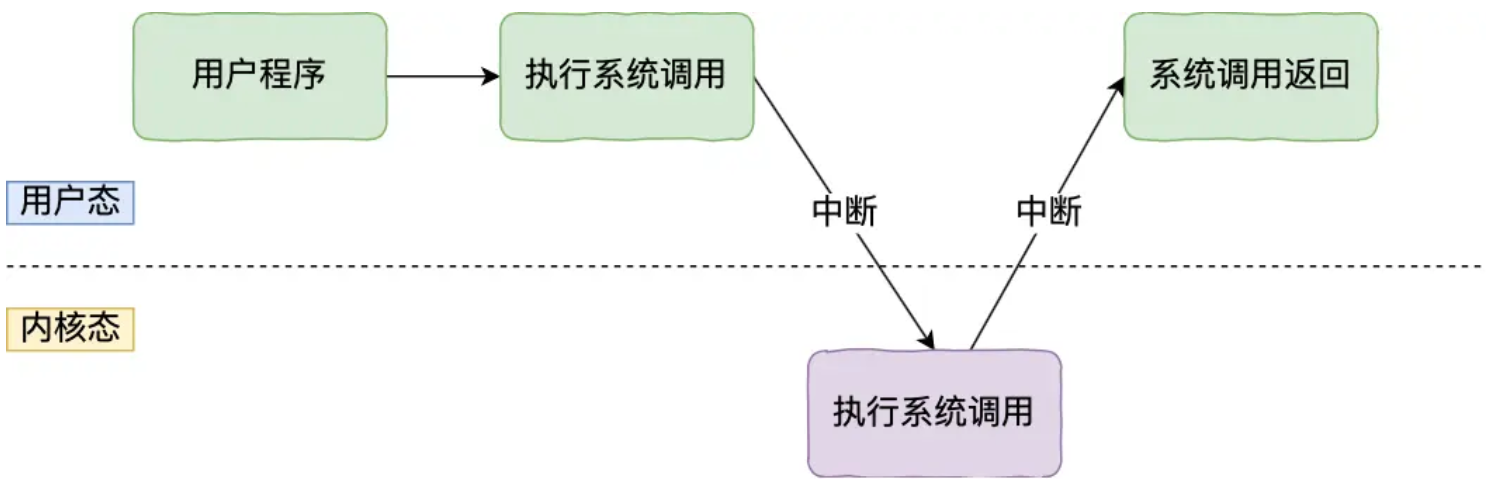 用户程序
执行系统调用
系统调用返回
用户态
中断
中断
内核态
执行系统调用